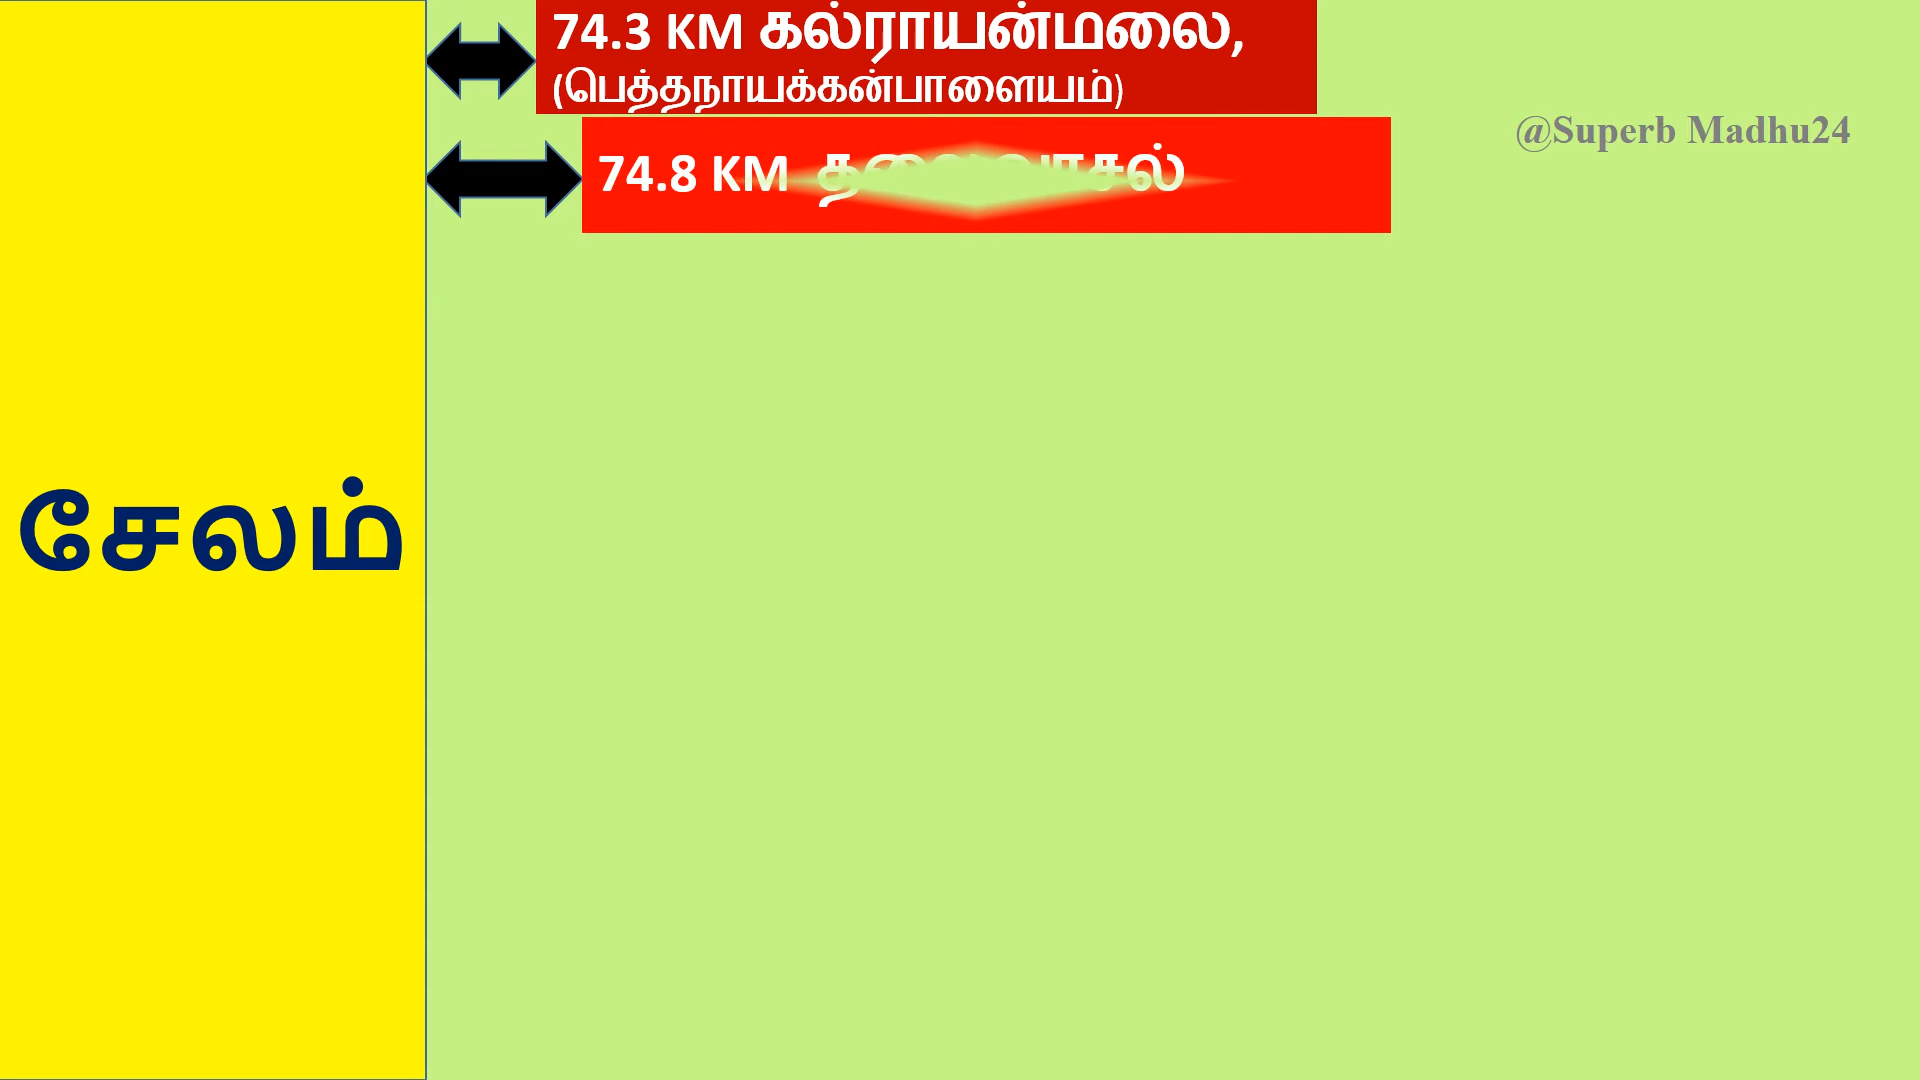 74.3 KM கல்ராயன்மலை,
(பெத்தநாயக்கன்பாளையம்)
@Superb Madhu24
74.8 KM
சேலம்